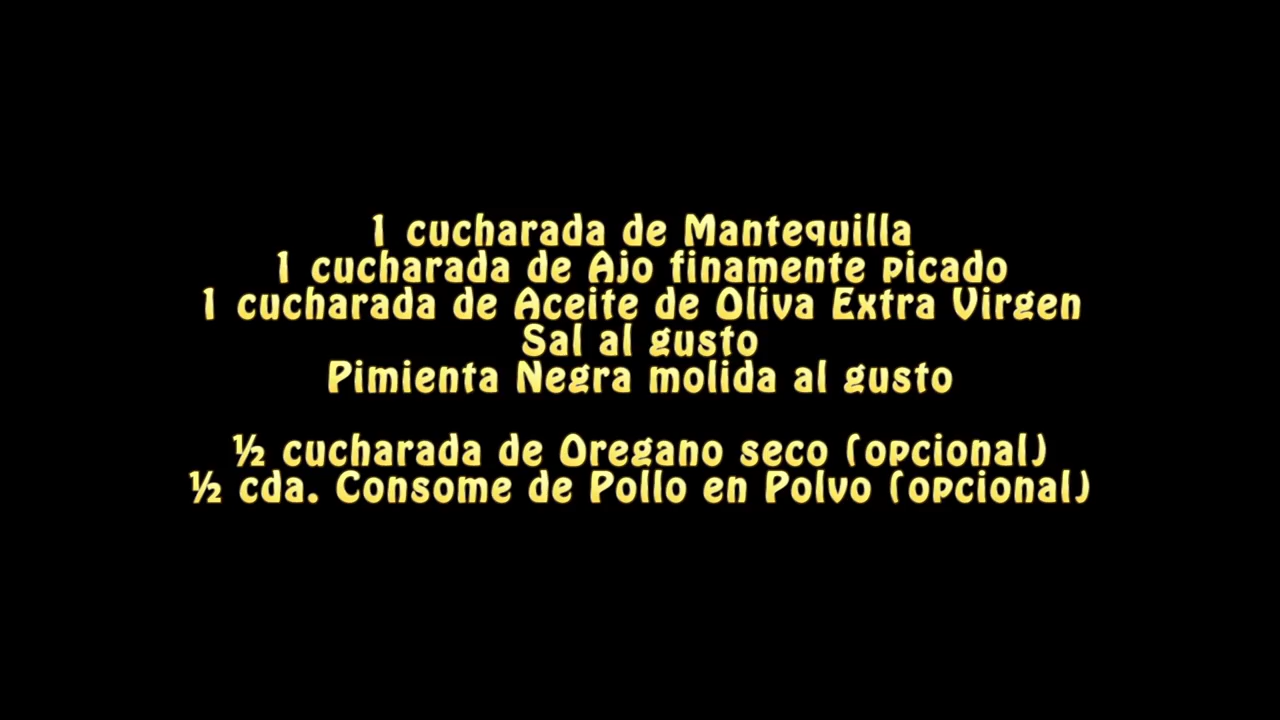 1 cucharada de Mantequilla
1 cucharada de Ajo finamente picado
1 cucharada de Aceite de Oliva Extra Virgen
Sal al gusto
Pimienta Negra molida al gusto
½ cucharada de Oregano seco (opcional)
½ cda. Consome de Pollo en Polvo (opcional)